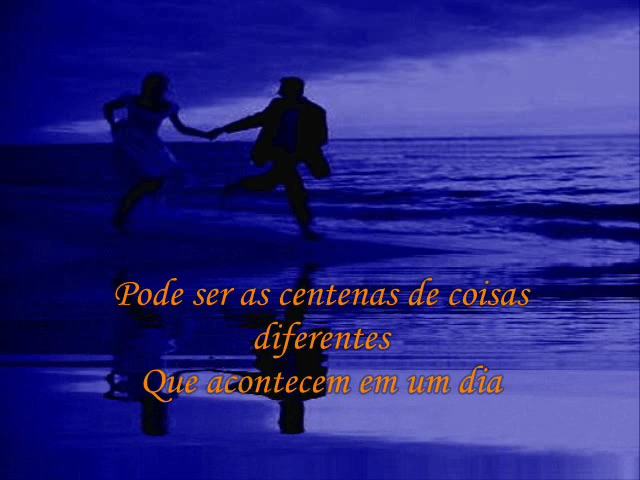 Pode ser as centenas de coisas
diferentes
Que acontecem em um dia